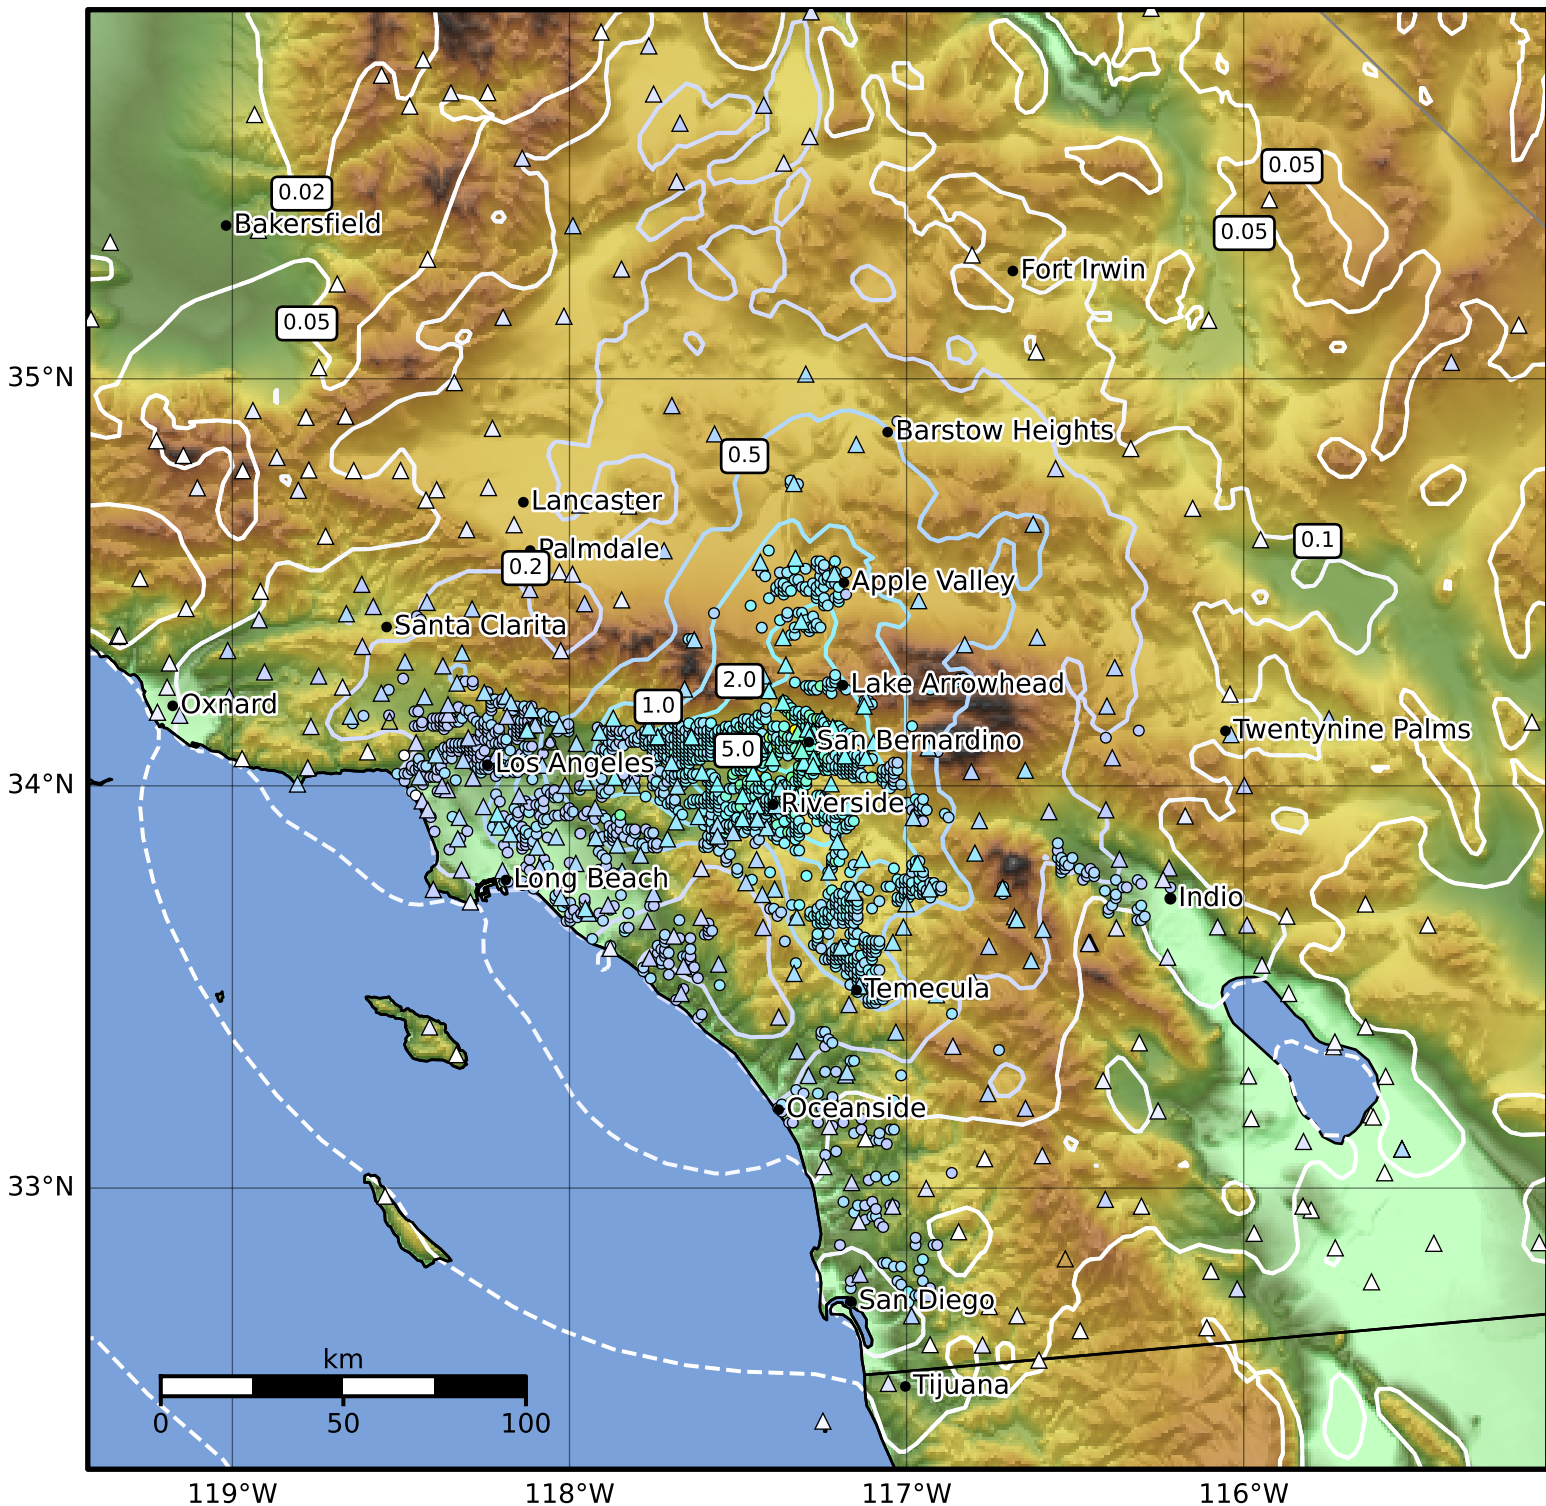 0.05
0.02
Bakersfield
0.05
Fort Irwin
0.05
35°N
Barstow Heights
0.5
Lancaster
0.1
Palmdale
0.2
Apple Valley
Santa Clarita
2.0
Lake Arrowhead
Oxnard
1.0
Twentynine Palms
San Bernardino
5.0
Los Angeles
34°N
Riverside
Long Beach
Indio
Temecula
Oceanside
33°N
San Diego
km
Tijuana
0
50
100
119°W
118°W
117°W
116°W